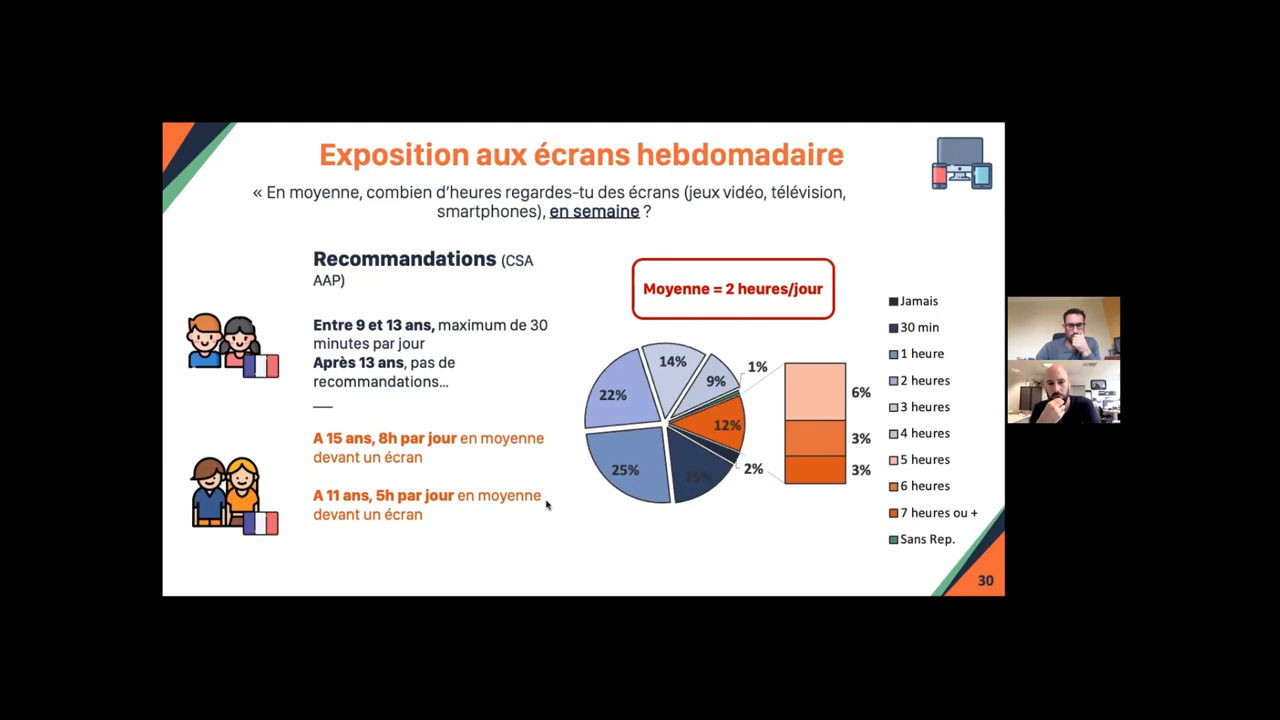 Exposition aux écrans hebdomadaire
« En moyenne, combien d’heures regardes-tu des écrans (jeux vidéo, télévision,
smartphones), en semaine ?
Recommandations (CSA
AAP)
Entre 9 et 13 ans, maximum de 30
minutes par jour
Après 13 ans, pas de
recommandations...
A 15 ans, 8h par jour en moyenne
devant un écran
A 11 ans, 5h par jour en moyenne
devant un écran
Moyenne = 2 heures/jour
14%
9%
1%
22%
12%
25%
15%
2%
6%
3%
3%
Jamais
30 min
1 heure
2 heures
3 heures
4 heures
5 heures
6 heures
7 heures ou +
Sans Rep.
30